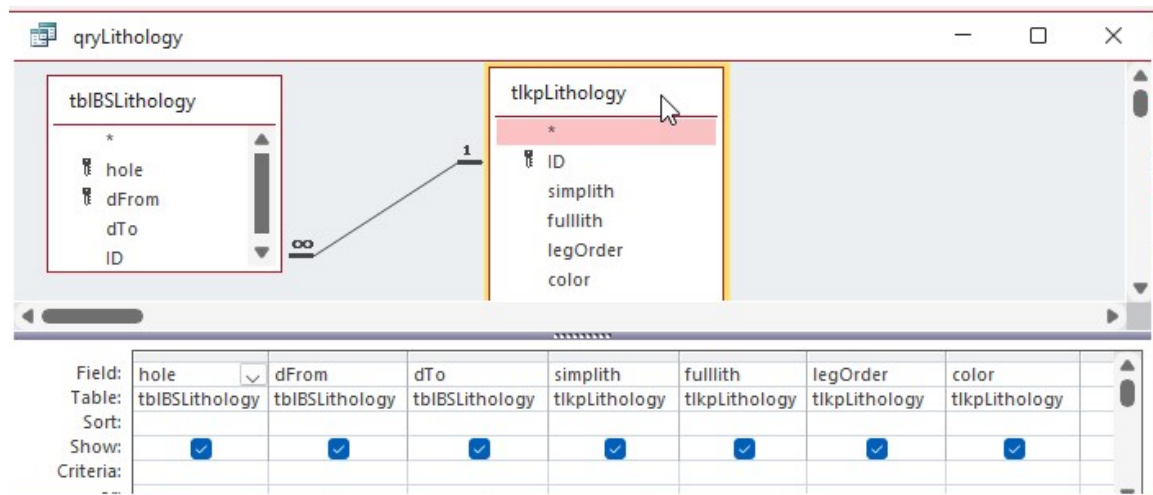 qryLithology
tblBSLithology
*
hole
dFrom
dTo
ID
∞
1
tlkpLithology
*
ID
simplith
fulllith
legOrder
color
Field: hole dFrom dTo simplith fulllith legOrder color
Table: tblBSLithology tblBSLithology tblBSLithology tlkpLithology tlkpLithology tlkpLithology tlkpLithology
Sort:
Show:
Criteria: